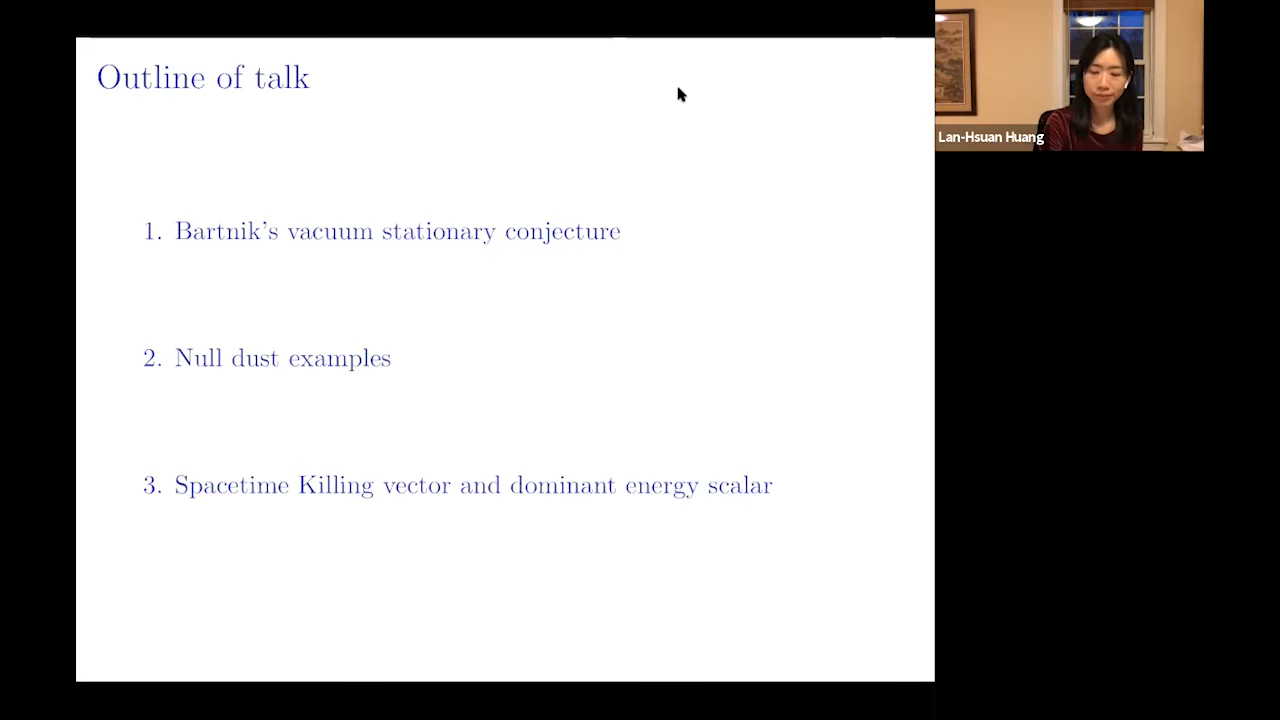 Outline of talk
Lan-Hsuan Huang
1. Bartnik's vacuum stationary conjecture
2. Null dust examples
3. Spacetime Killing vector and dominant energy scalar